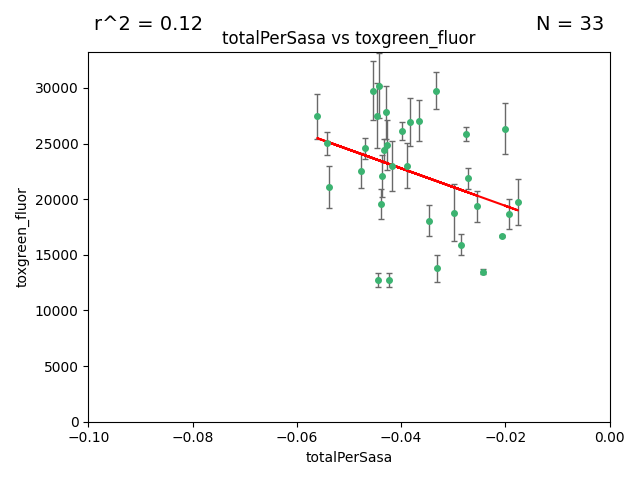 r^2 = 0.12
N = 33
totalPerSasa vs toxgreen_fluor
30000
25000
20000
15000
10000
5000
0
toxgreen_fluor
−0.10
−0.08
−0.06
−0.04
−0.02
0.00
totalPerSasa